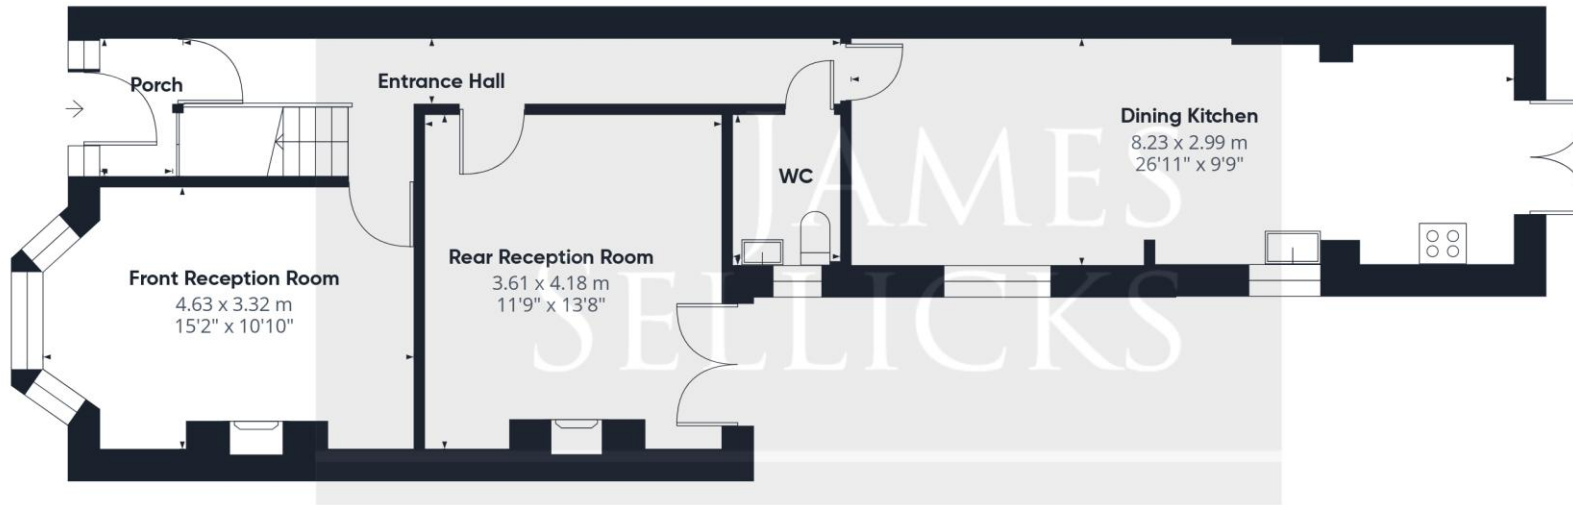 Porch
Entrance Hall
Dining Kitchen
8.23 x 2.99 m
26'11" x 9'9"
WC
Front Reception Room
4.63 x 3.32 m
15'2" x 10'10"
Rear Reception Room
3.61 x 4.18 m
11'9" x 13'8"
JAMES
SELLICKS